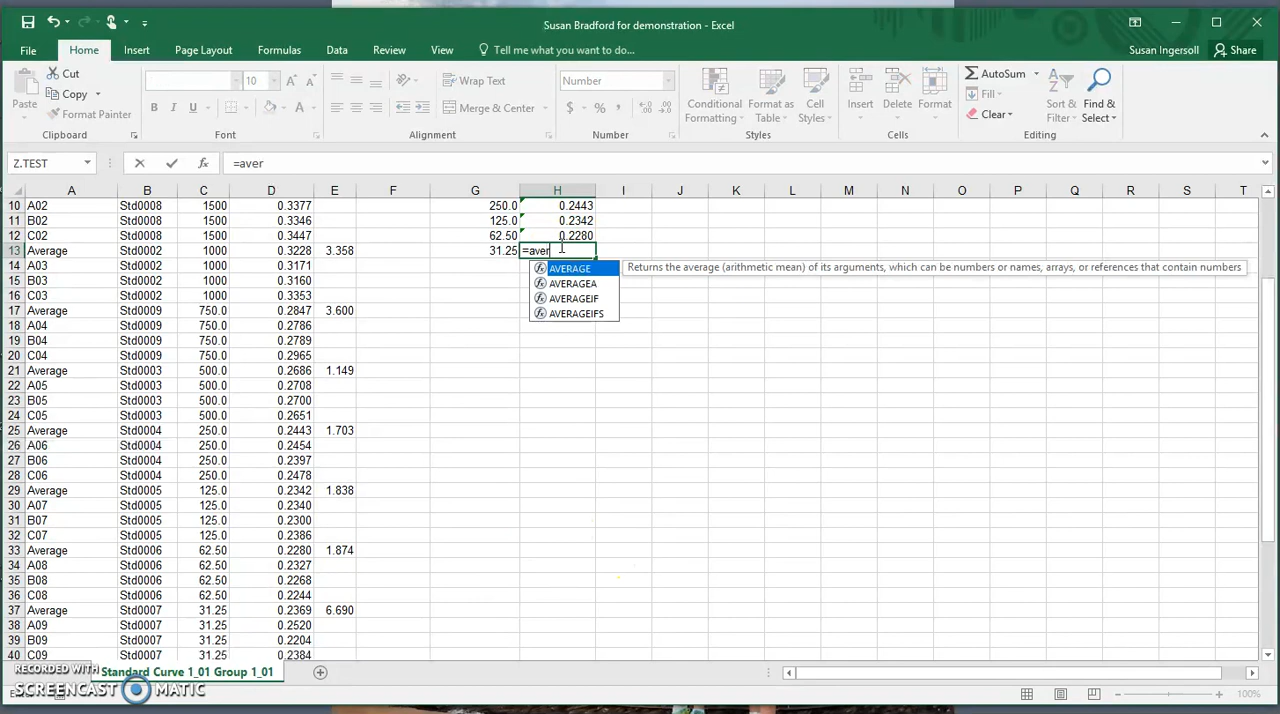 Susan Bradford for demonstration - Excel
File Home Insert Page Layout Formulas Data Review View Tell me what you want to do... Susan Ingersoll Share
Paste Cut Copy Format Painter 10 Wrap Text Merge & Center Number Conditional Formatting Format as Table Cell Styles Insert Delete Format AutoSum Fill Clear Sort & Filter Find & Select
Clipboard Font Alignment Number Styles Cells Editing
Z.TEST =aver
A B C D E F G H I J K L M N O P Q R S T
10 A02 Std0008 1500 0.3377 250.0 0.2443
11 B02 Std0008 1500 0.3346 125.0 0.2342
12 C02 Std0008 1500 0.3447 62.50 0.2280
13 Average Std0002 1000 0.3228 3.358 31.25 =aver
14 A03 Std0002 1000 0.3171
15 B03 Std0002 1000 0.3160
16 C03 Std0002 1000 0.3353
17 Average Std0009 750.0 0.2847 3.600
18 A04 Std0009 750.0 0.2786
19 B04 Std0009 750.0 0.2789
20 C04 Std0009 750.0 0.2965
21 Average Std0003 500.0 0.2686 1.149
22 A05 Std0003 500.0 0.2708
23 B05 Std0003 500.0 0.2700
24 C05 Std0003 500.0 0.2651
25 Average Std0004 250.0 0.2443 1.703
26 A06 Std0004 250.0 0.2454
27 B06 Std0004 250.0 0.2397
28 C06 Std0004 250.0 0.2478
29 Average Std0005 125.0 0.2342 1.838
30 A07 Std0005 125.0 0.2340
31 B07 Std0005 125.0 0.2300
32 C07 Std0005 125.0 0.2386
33 Average Std0006 62.50 0.2280 1.874
34 A08 Std0006 62.50 0.2327
35 B08 Std0006 62.50 0.2268
36 C08 Std0006 62.50 0.2244
37 Average Std0007 31.25 0.2369 6.690
38 A09 Std0007 31.25 0.2520
39 B09 Std0007 31.25 0.2204
40 C09 Std0007 31.25 0.2384
AVERAGE Returns the average (arithmetic mean) of its arguments, which can be numbers or names, arrays, or references that contain numbers
AVERAGEA
AVERAGEIF
AVERAGEIFS
Standard Curve 1_01 Group 1_01
RECORDED WITH
SCREENCAST MATIC
100%